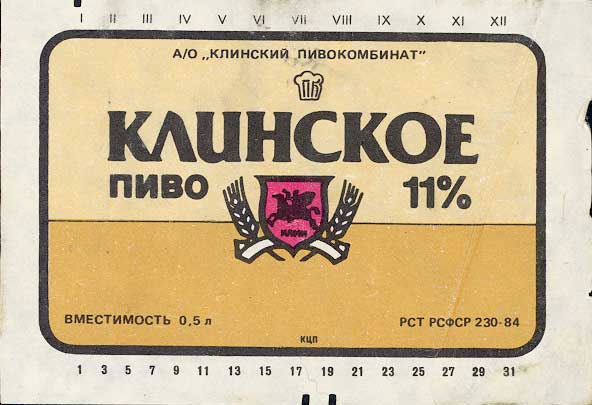 I II III IV V VI VII VIII IX X XI XII
А/О „КЛИНСКИЙ ПИВОКОМБИНАТ"
ПК
КЛИНСКОЕ
ПИВО 11%
КЛИН
ВМЕСТИМОСТЬ 0,5 л РСТ РСФСР 230-84
КЦП
1 3 5 7 9 11 13 15 17 19 21 23 25 27 29 31